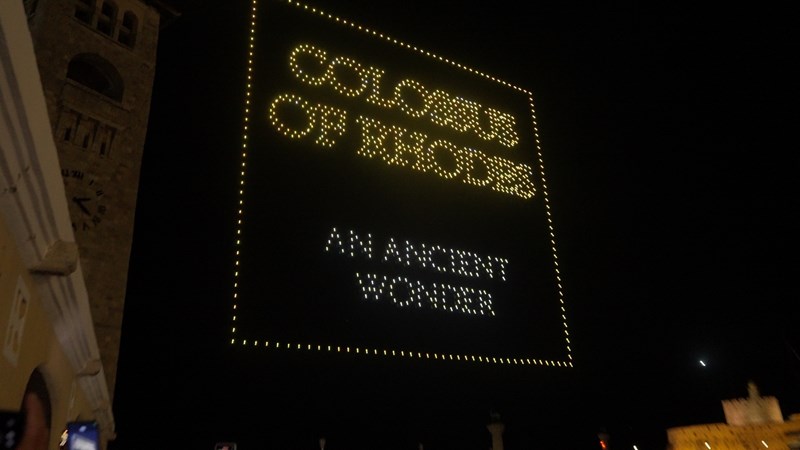 COLOSSUS
OF RHODES
AN ANCIENT
WONDER